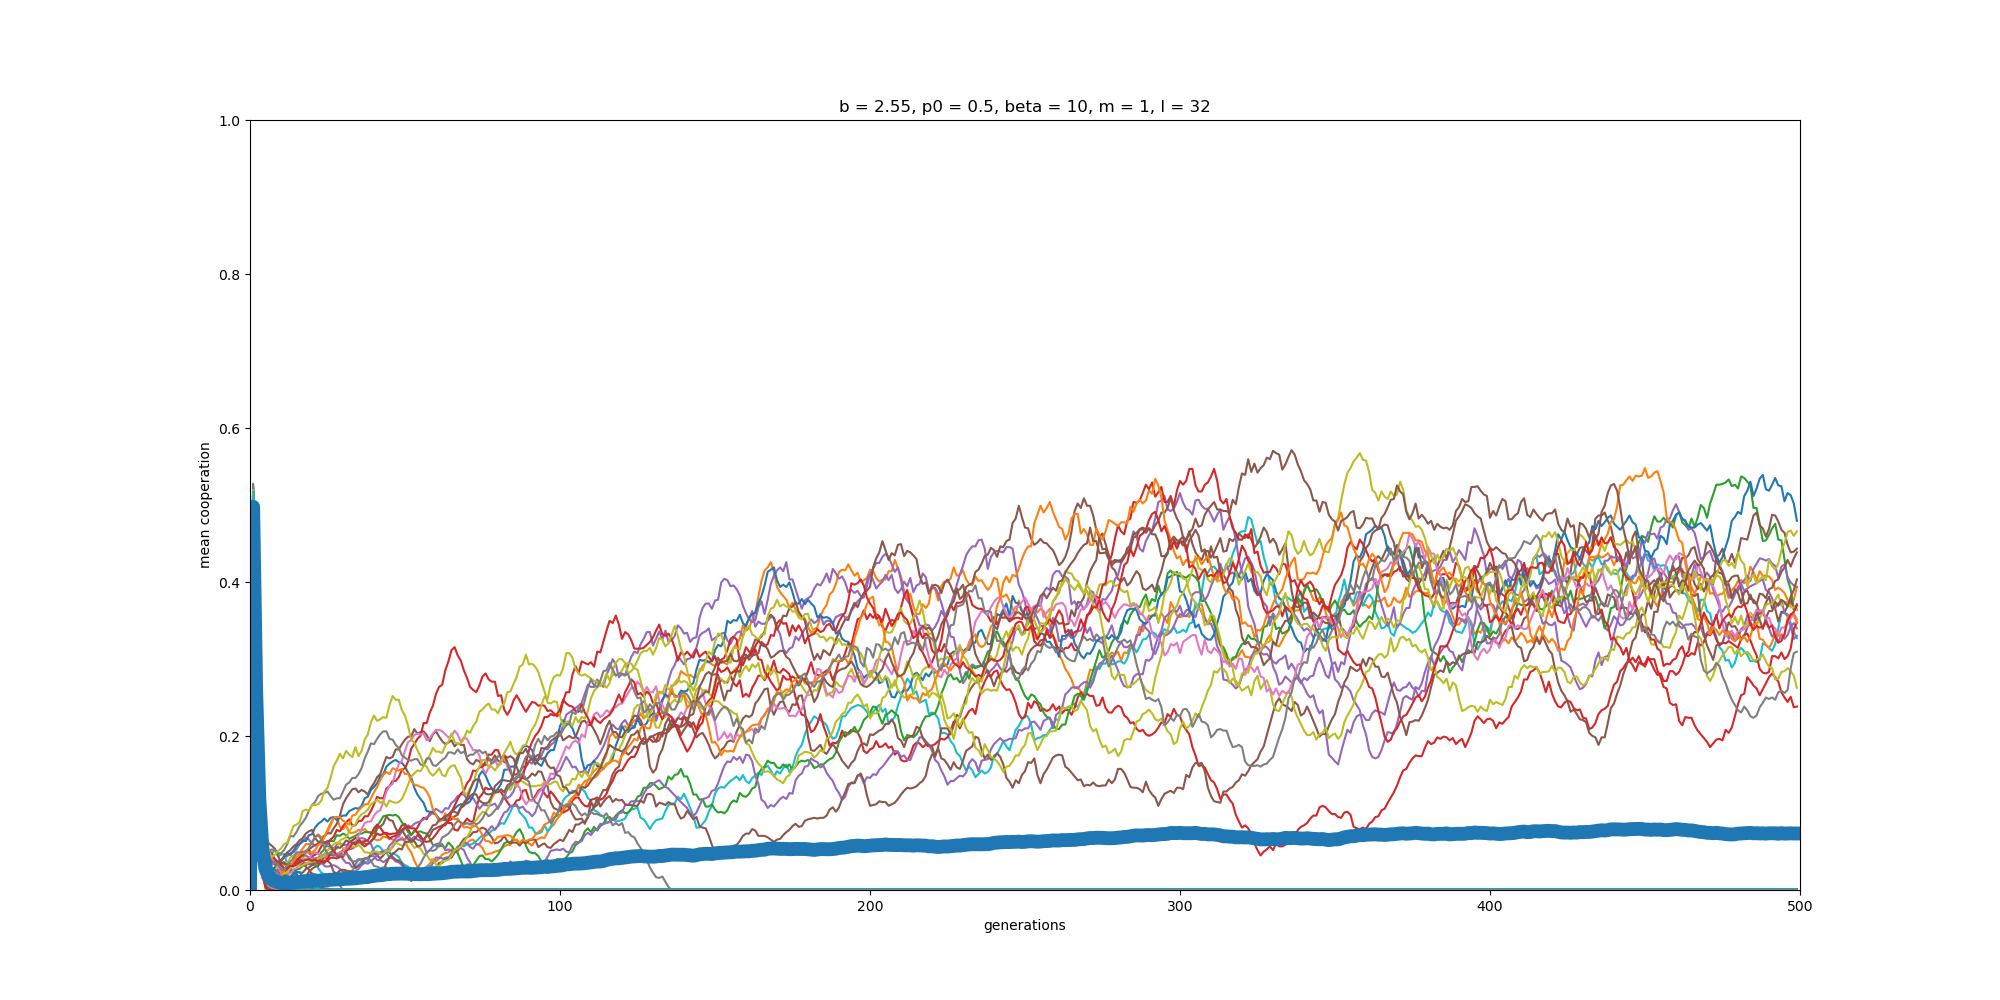 b = 2.55, p0 = 0.5, beta = 10, m = 1, l = 32
1.0
0.8
0.6
0.4
0.2
0.0
mean cooperation
0 100 200 300 400 500
generations